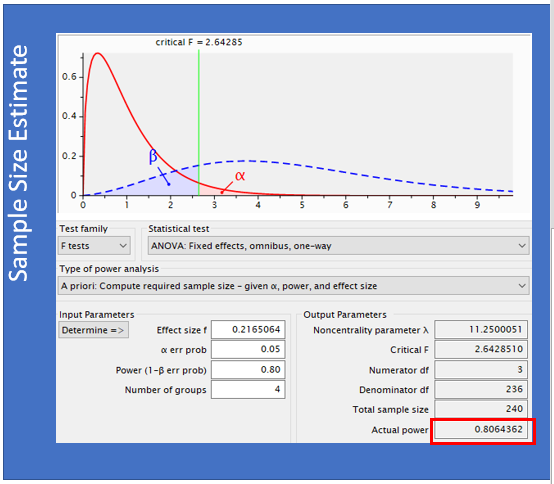 Sample Size Estimate
critical F = 2.64285
0.6
0.4
0.2
0
β
α
0 1 2 3 4 5 6 7 8 9
Test family
Statistical test
F tests
ANOVA: Fixed effects, omnibus, one-way
Type of power analysis
A priori: Compute required sample size - given α, power, and effect size
Input Parameters
Output Parameters
Determine =>
Effect size f 0.2165064
Noncentrality parameter λ 11.2500051
α err prob 0.05
Critical F 2.6428510
Power (1-β err prob) 0.80
Numerator df 3
Number of groups 4
Denominator df 236
Total sample size 240
Actual power 0.8064362